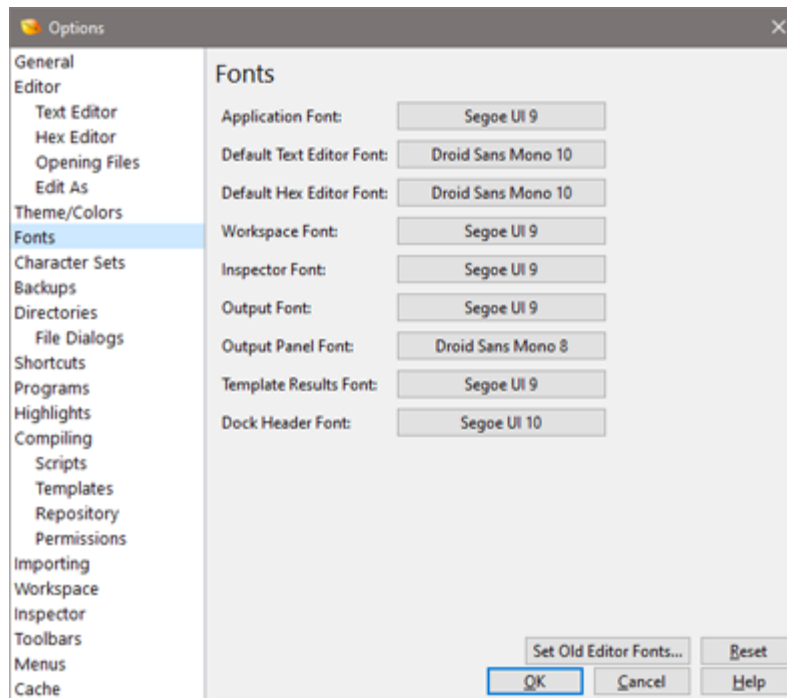 Options
General
Editor
Text Editor
Hex Editor
Opening Files
Edit As
Theme/Colors
Fonts
Character Sets
Backups
Directories
File Dialogs
Shortcuts
Programs
Highlights
Compiling
Scripts
Templates
Repository
Permissions
Importing
Workspace
Inspector
Toolbars
Menus
Cache
Fonts
Application Font: Segoe UI 9
Default Text Editor Font: Droid Sans Mono 10
Default Hex Editor Font: Droid Sans Mono 10
Workspace Font: Segoe UI 9
Inspector Font: Segoe UI 9
Output Font: Segoe UI 9
Output Panel Font: Droid Sans Mono 8
Template Results Font: Segoe UI 9
Dock Header Font: Segoe UI 10
Set Old Editor Fonts... Reset
OK Cancel Help